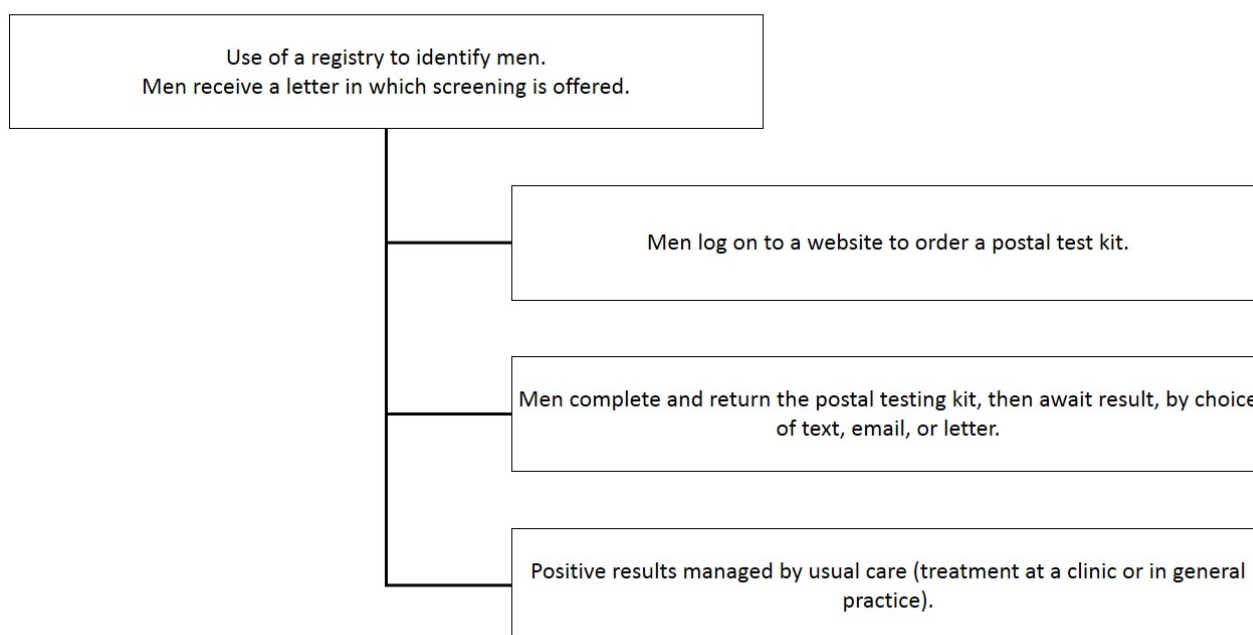 Use of a registry to identify men.
Men receive a letter in which screening is offered.
Men log on to a website to order a postal test kit.
Men complete and return the postal testing kit, then await result, by choice
of text, email, or letter.
Positive results managed by usual care (treatment at a clinic or in general
practice).